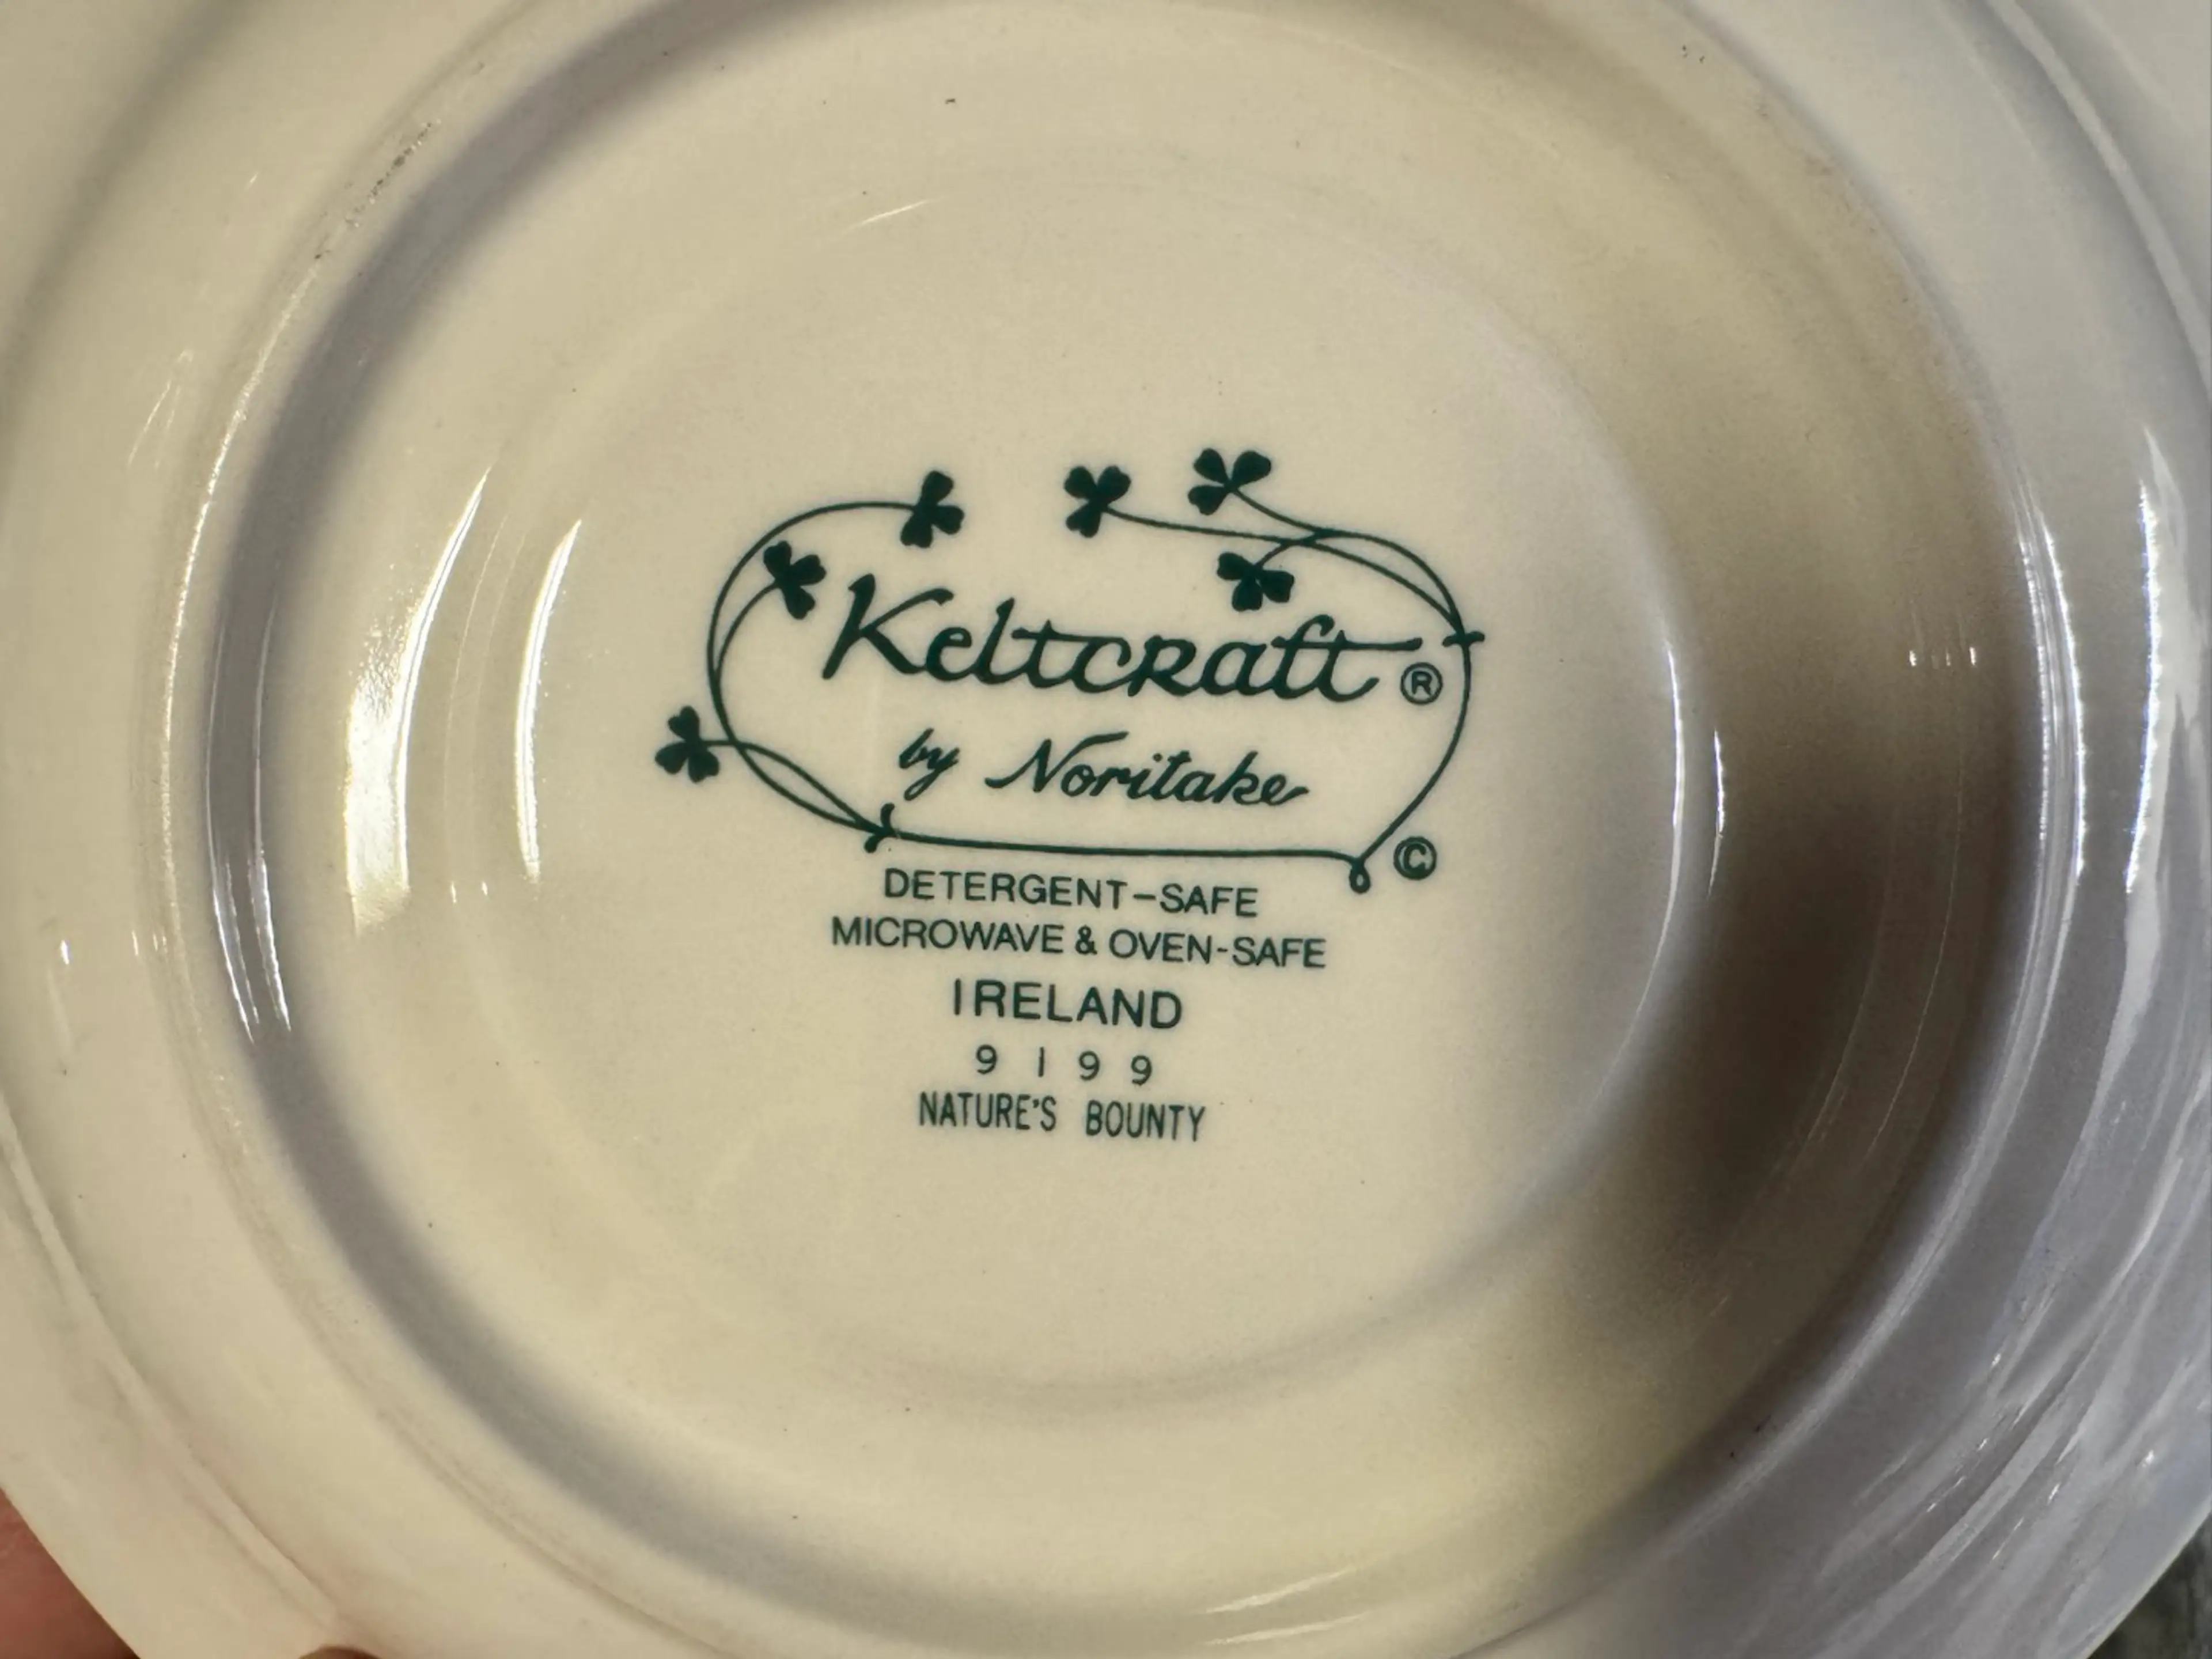 Keltcraft ®
by Noritake
©
DETERGENT-SAFE
MICROWAVE & OVEN-SAFE
IRELAND
9199
NATURE'S BOUNTY